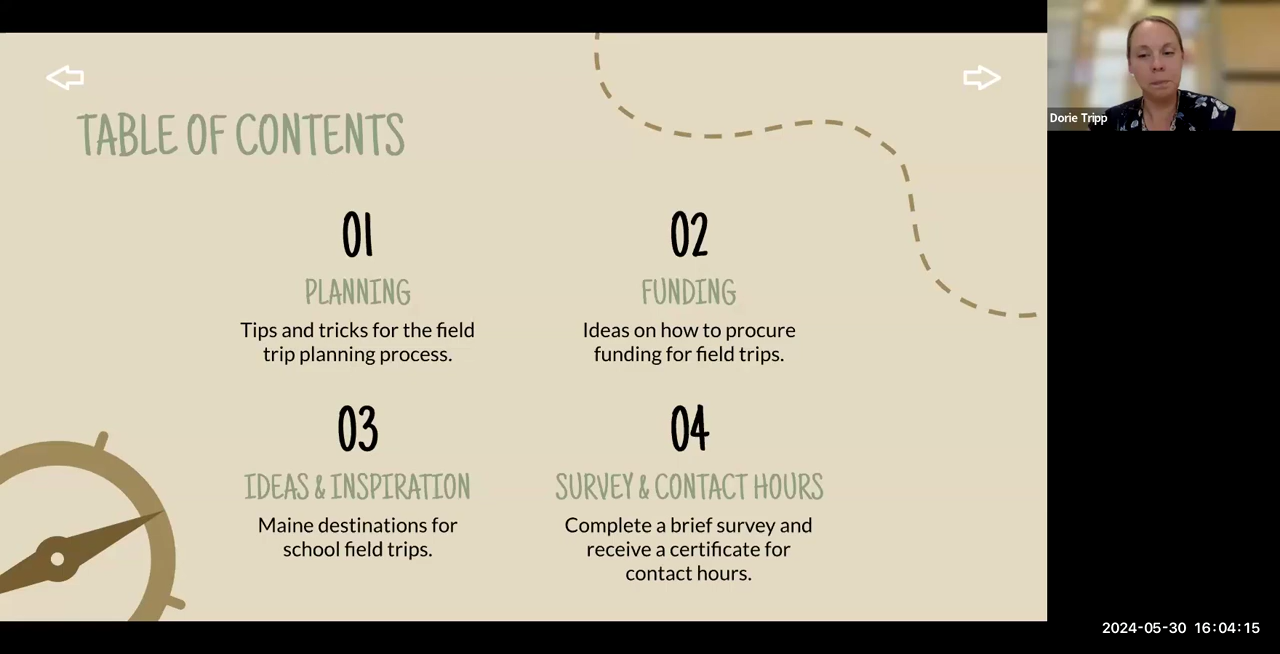 TABLE OF CONTENTS
01
PLANNING
Tips and tricks for the field
trip planning process.
02
FUNDING
Ideas on how to procure
funding for field trips.
03
IDEAS & INSPIRATION
Maine destinations for
school field trips.
04
SURVEY & CONTACT HOURS
Complete a brief survey and
receive a certificate for
contact hours.
Dorie Tripp
2024-05-30 16:04:15